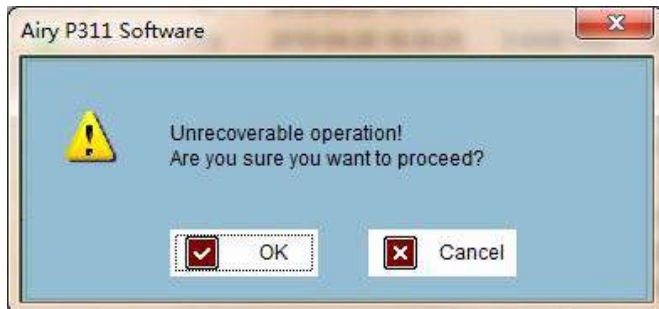 Airy P311 Software
Unrecoverable operation!
Are you sure you want to proceed?
OK
Cancel